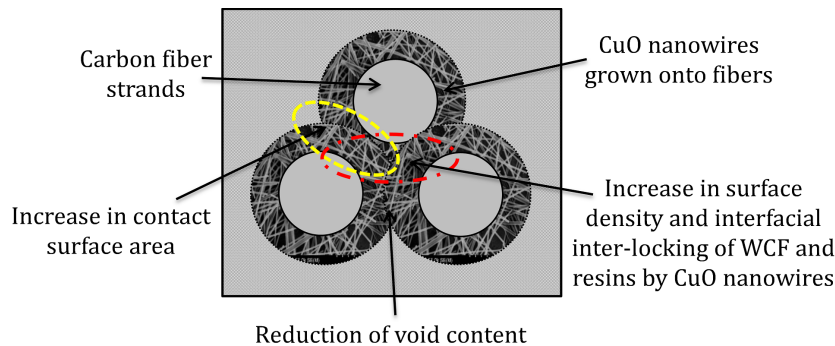 Carbon fiber
strands
CuO nanowires
grown onto fibers
Increase in contact
surface area
Increase in surface
density and interfacial
inter-locking of WCF and
resins by CuO nanowires
Reduction of void content